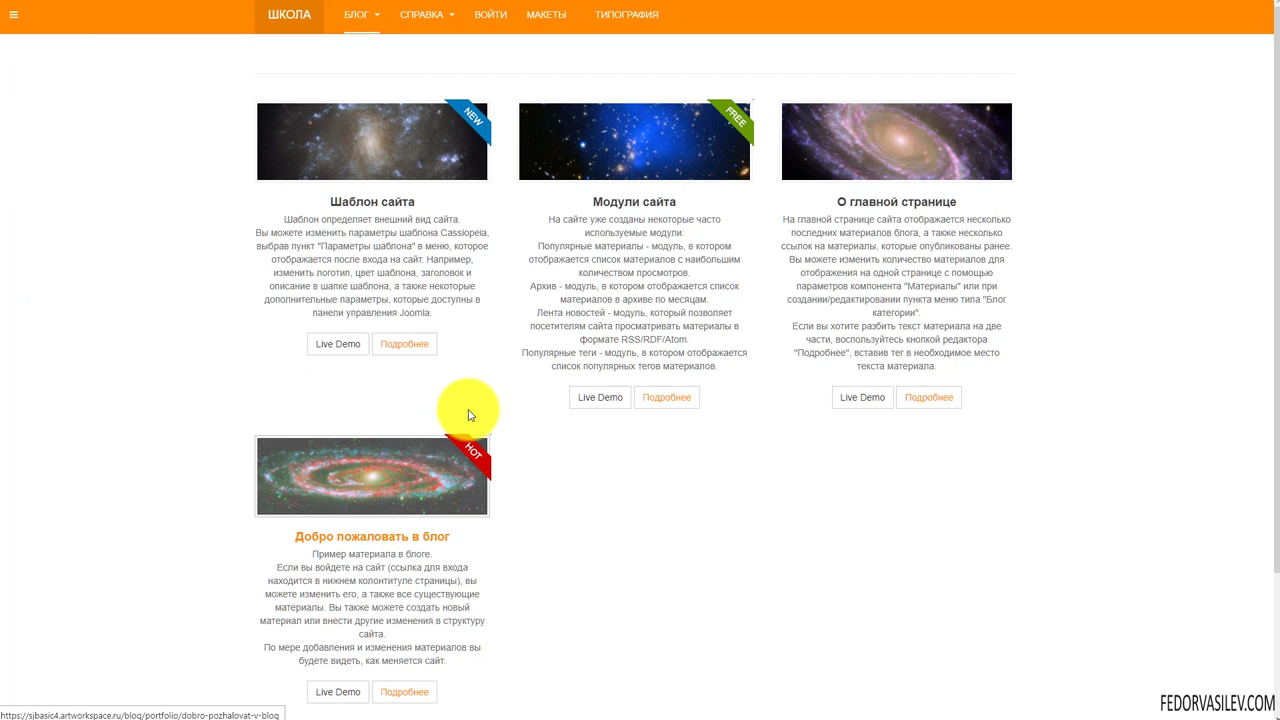 ШКОЛА
БЛОГ
СПРАВКА
ВОЙТИ
МАКЕТЫ
ТИПОГРАФИЯ
NEW
Шаблон сайта
Шаблон определяет внешний вид сайта.
Вы можете изменить параметры шаблона Cassiopeia,
выбрав пункт "Параметры шаблона" в меню, которое
отображается после входа на сайт. Например,
изменить логотип, цвет шаблона, заголовок и
описание в шапке шаблона, а также некоторые
дополнительные параметры, которые доступны в
панели управления Joomla.
Live Demo
Подробнее
FREE
Модули сайта
На сайте уже созданы некоторые часто
используемые модули:
Популярные материалы - модуль, в котором
отображается список материалов с наибольшим
количеством просмотров.
Архив - модуль, в котором отображается список
материалов в архиве по месяцам.
Лента новостей - модуль, который позволяет
посетителям сайта просматривать материалы в
формате RSS/RDF/Atom.
Популярные теги - модуль, в котором отображается
список популярных тегов материалов.
Live Demo
Подробнее
О главной странице
На главной странице сайта отображается несколько
последних материалов блога, а также несколько
ссылок на материалы, которые опубликованы ранее.
Вы можете изменить количество материалов для
отображения на одной странице с помощью
параметров компонента "Материалы" или при
создании/редактировании пункта меню типа "Блог
категории".
Если вы хотите разбить текст материала на две
части, воспользуйтесь кнопкой редактора
"Подробнее", вставив тег в необходимое место
текста материала.
Live Demo
Подробнее
HOT
Добро пожаловать в блог
Пример материала в блоге.
Если вы войдете на сайт (ссылка для входа
находится в нижнем колонтитуле страницы), вы
можете изменить его, а также все существующие
материалы. Вы также можете создать новый
материал или внести другие изменения в структуру
сайта.
По мере добавления и изменения материалов вы
будете видеть, как меняется сайт.
Live Demo
Подробнее
https://sjbasic4.artworkspace.ru/blog/portfolio/dobro-pozhalovat-v-blog
FEDORVASILEV.COM